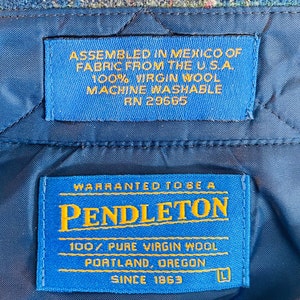 ASSEMBLED IN MEXICO OF
FABRIC FROM THE U.S.A.
100% VIRGIN WOOL
MACHINE WASHABLE
RN 29685
WARRANTED TO BE A
PENDLETON
100% PURE VIRGIN WOOL
PORTLAND, OREGON
SINCE 1863
L